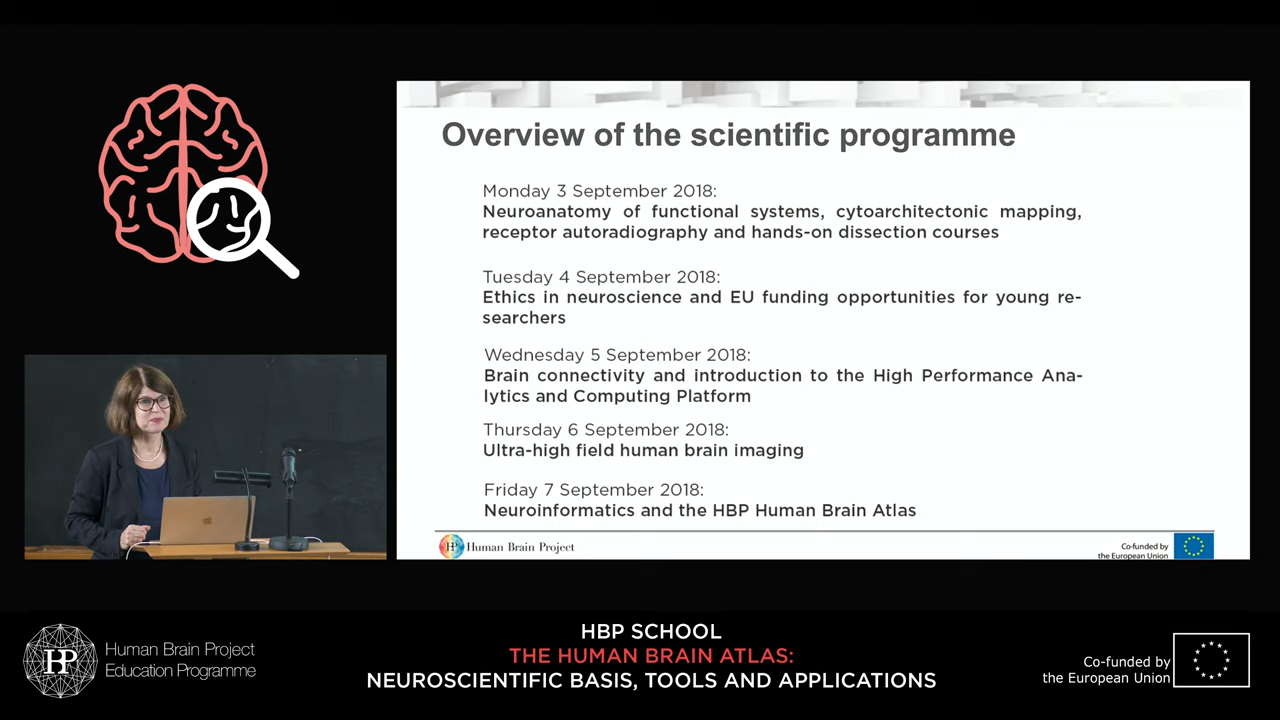 Overview of the scientific programme
Monday 3 September 2018:
Neuroanatomy of functional systems, cytoarchitectonic mapping,
receptor autoradiography and hands-on dissection courses
Tuesday 4 September 2018:
Ethics in neuroscience and EU funding opportunities for young re-
searchers
Wednesday 5 September 2018:
Brain connectivity and introduction to the High Performance Ana-
lytics and Computing Platform
Thursday 6 September 2018:
Ultra-high field human brain imaging
Friday 7 September 2018:
Neuroinformatics and the HBP Human Brain Atlas
HBP Human Brain Project
Co-funded by
the European Union
HBP
Human Brain Project
Education Programme
HBP SCHOOL
THE HUMAN BRAIN ATLAS:
NEUROSCIENTIFIC BASIS, TOOLS AND APPLICATIONS
Co-funded by
the European Union